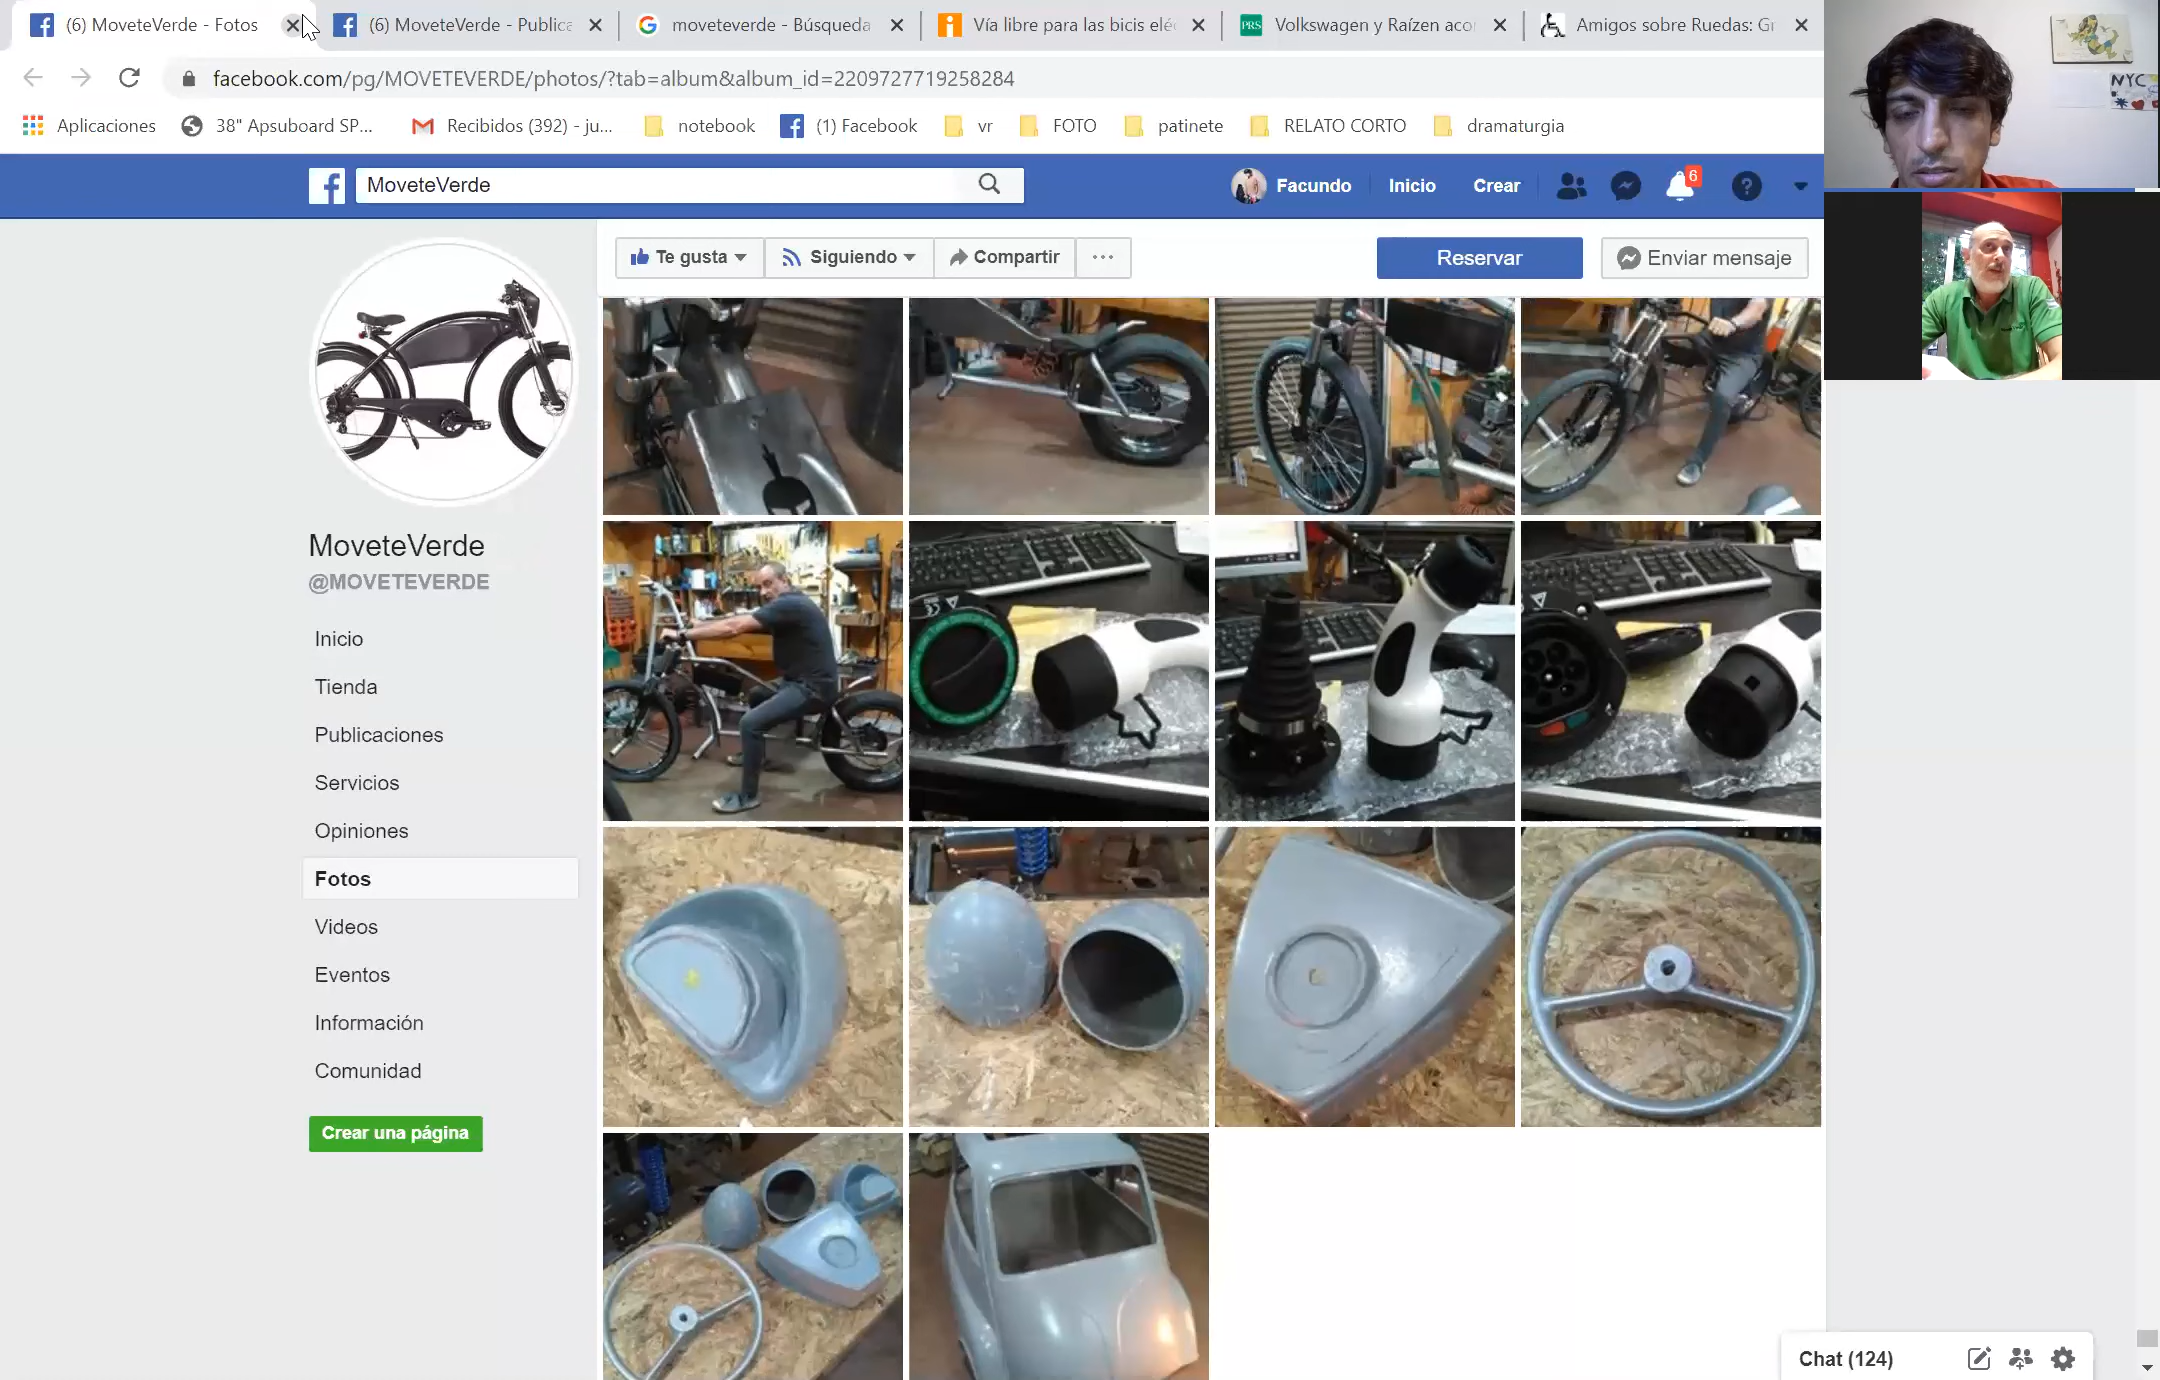 (6) MoveteVerde - Fotos
(6) MoveteVerde - Publica
moveteverde - Búsqueda
Vía libre para las bicis elé
Volkswagen y Raízen aco
Amigos sobre Ruedas: Gr
facebook.com/pg/MOVETEVERDE/photos/?tab=album&album_id=2209727719258284
Aplicaciones
38" Apsuboard SP...
Recibidos (392) - ju...
notebook
(1) Facebook
vr
FOTO
patinete
RELATO CORTO
dramaturgia
MoveteVerde
Facundo
Inicio
Crear
6
Te gusta
Siguiendo
Compartir
Reservar
Enviar mensaje
MoveteVerde
@MOVETEVERDE
Inicio
Tienda
Publicaciones
Servicios
Opiniones
Fotos
Videos
Eventos
Información
Comunidad
Crear una página
Chat (124)
NYC
PRS